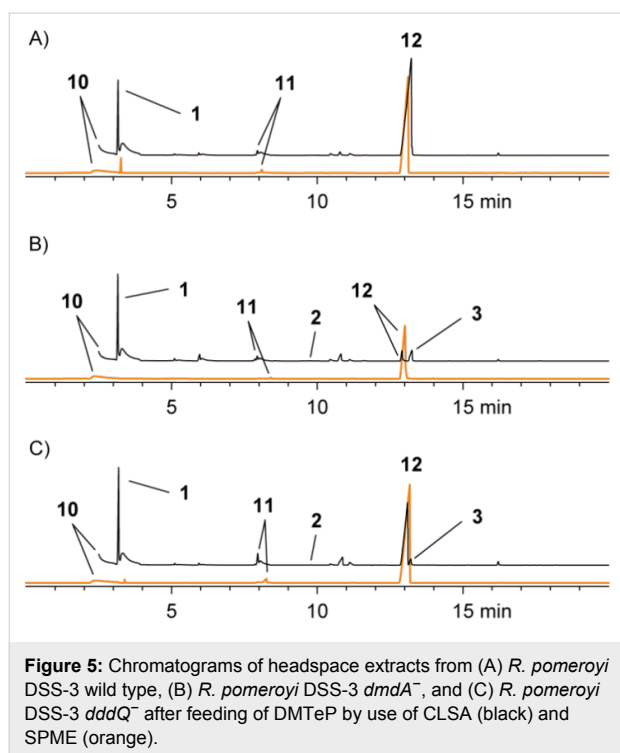 A)
12
10
11
1
5
10
15 min
B)
1
12
10
11
2
3
5
10
15 min
C)
12
1
11
10
2
3
5
10
15 min
Figure 5: Chromatograms of headspace extracts from (A) R. pomeroyi
DSS-3 wild type, (B) R. pomeroyi DSS-3 dmdA⁻, and (C) R. pomeroyi
DSS-3 dddQ⁻ after feeding of DMTeP by use of CLSA (black) and
SPME (orange).